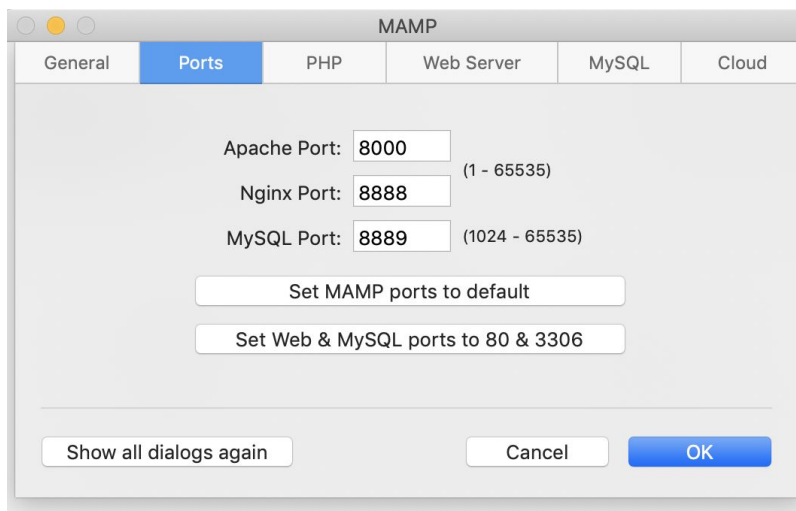 MAMP
General Ports PHP Web Server MySQL Cloud
Apache Port: 8000
(1 - 65535)
Nginx Port: 8888
MySQL Port: 8889 (1024 - 65535)
Set MAMP ports to default
Set Web & MySQL ports to 80 & 3306
Show all dialogs again Cancel OK